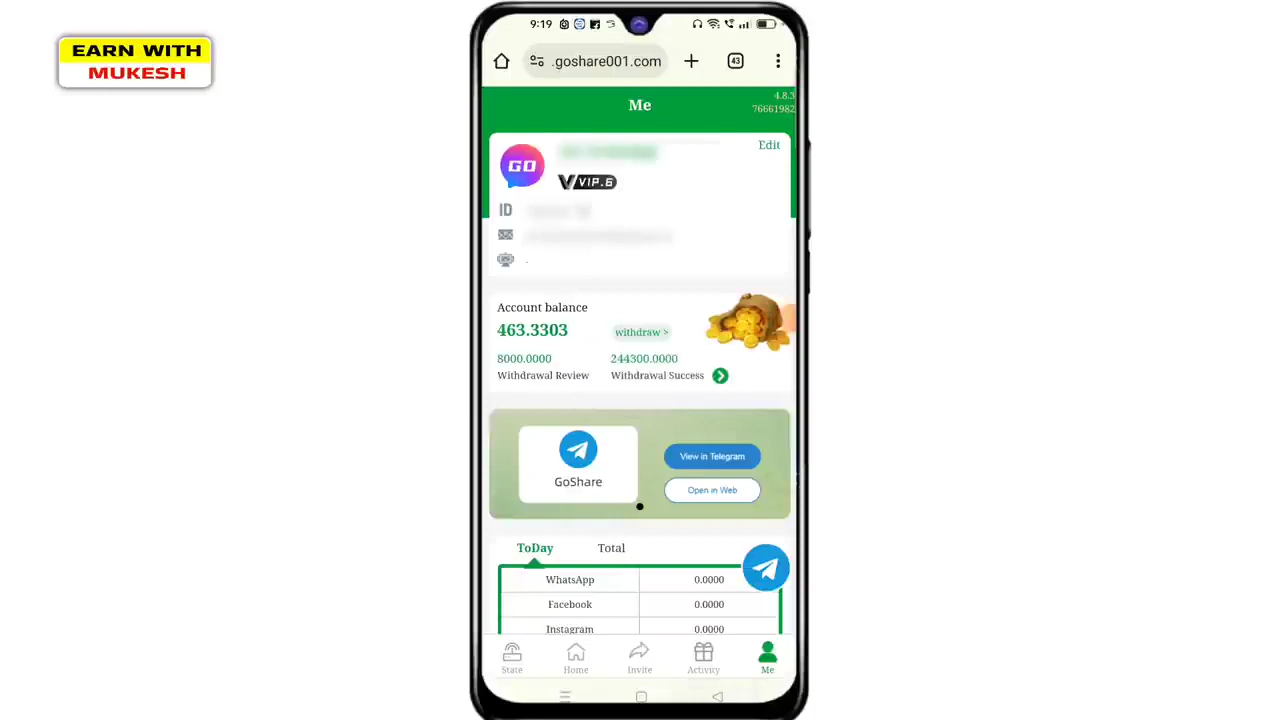 EARN WITH
MUKESH
9:19
.goshare001.com
43
Me
4.8.3
76661982
Edit
GO
VIP.6
ID
Account balance
463.3303
withdraw >
8000.0000
244300.0000
Withdrawal Review
Withdrawal Success
GoShare
View in Telegram
Open in Web
ToDay
Total
WhatsApp
0.0000
Facebook
0.0000
Instagram
0.0000
State
Home
Invite
Activity
Me